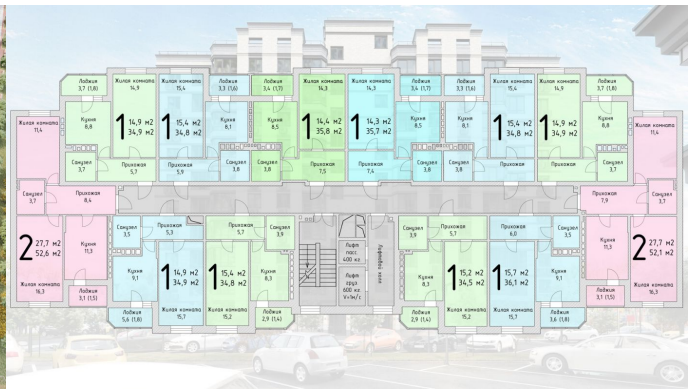 Лоджия
3,7 (1,8)
Жилая комната
14,9
Жилая комната
15,4
Лоджия
3,3 (1,6)
Лоджия
3,4 (1,7)
Жилая комната
14,3
Жилая комната
14,3
Лоджия
3,4 (1,7)
Лоджия
3,3 (1,6)
Жилая комната
15,4
Жилая комната
14,9
Лоджия
3,7 (1,8)
Жилая комната
11,4
Кухня
8,8
1
14,9 м2
34,9 м2
1
15,4 м2
34,8 м2
Кухня
8,1
Кухня
8,5
1
14,4 м2
35,8 м2
1
14,3 м2
35,7 м2
Кухня
8,5
Кухня
8,1
1
15,4 м2
34,8 м2
1
14,9 м2
34,9 м2
Кухня
8,8
Жилая комната
11,4
Санузел
3,7
Прихожая
5,7
Прихожая
5,9
Санузел
3,8
Санузел
3,8
Прихожая
7,5
Прихожая
7,4
Санузел
3,8
Санузел
3,8
Прихожая
6,0
Прихожая
5,7
Санузел
3,7
Санузел
3,7
Прихожая
8,4
Прихожая
7,9
Санузел
3,7
2
27,7 м2
52,6 м2
Жилая комната
16,3
Кухня
11,3
Лоджия
3,1 (1,5)
Санузел
3,5
Прихожая
5,3
Прихожая
5,7
Санузел
3,9
Кухня
9,1
1
14,9 м2
34,9 м2
1
15,4 м2
34,8 м2
Кухня
8,3
Лоджия
5,6 (1,8)
Жилая комната
15,7
Жилая комната
15,2
Лоджия
2,9 (1,4)
Лифт
пасс
400 кг
Лифт
груз
600 кг
V=1м/с
Лифтовой холл
Санузел
3,9
Прихожая
5,7
Прихожая
6,0
Санузел
3,5
Кухня
8,3
1
15,2 м2
34,5 м2
1
15,7 м2
36,1 м2
Кухня
9,1
Лоджия
2,9 (1,4)
Жилая комната
15,2
Жилая комната
15,7
Лоджия
3,6 (1,8)
Кухня
11,3
Лоджия
3,1 (1,5)
2
27,7 м2
52,1 м2
Жилая комната
16,3